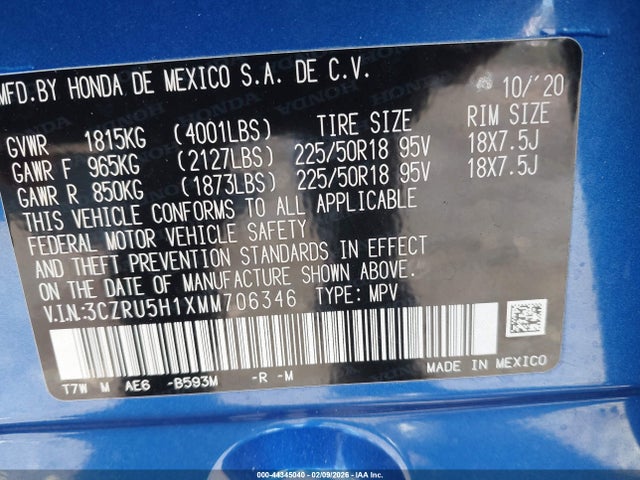 MFD.BY HONDA DE MEXICO S.A. DE C.V. 10/'20
GVWR 1815KG (4001LBS) TIRE SIZE RIM SIZE
GAWR F 965KG (2127LBS) 225/50R18 95V 18X7.5J
GAWR R 850KG (1873LBS) 225/50R18 95V 18X7.5J
THIS VEHICLE CONFORMS TO ALL APPLICABLE
FEDERAL MOTOR VEHICLE SAFETY
AND THEFT PREVENTION STANDARDS IN EFFECT
ON THE DATE OF MANUFACTURE SHOWN ABOVE.
V.I.N.:3CZRU5H1XMM706346 TYPE: MPV
T7W M AE6 -B593M -R -M MADE IN MEXICO
000-44345040 - 02/09/2026 - IAA Inc.